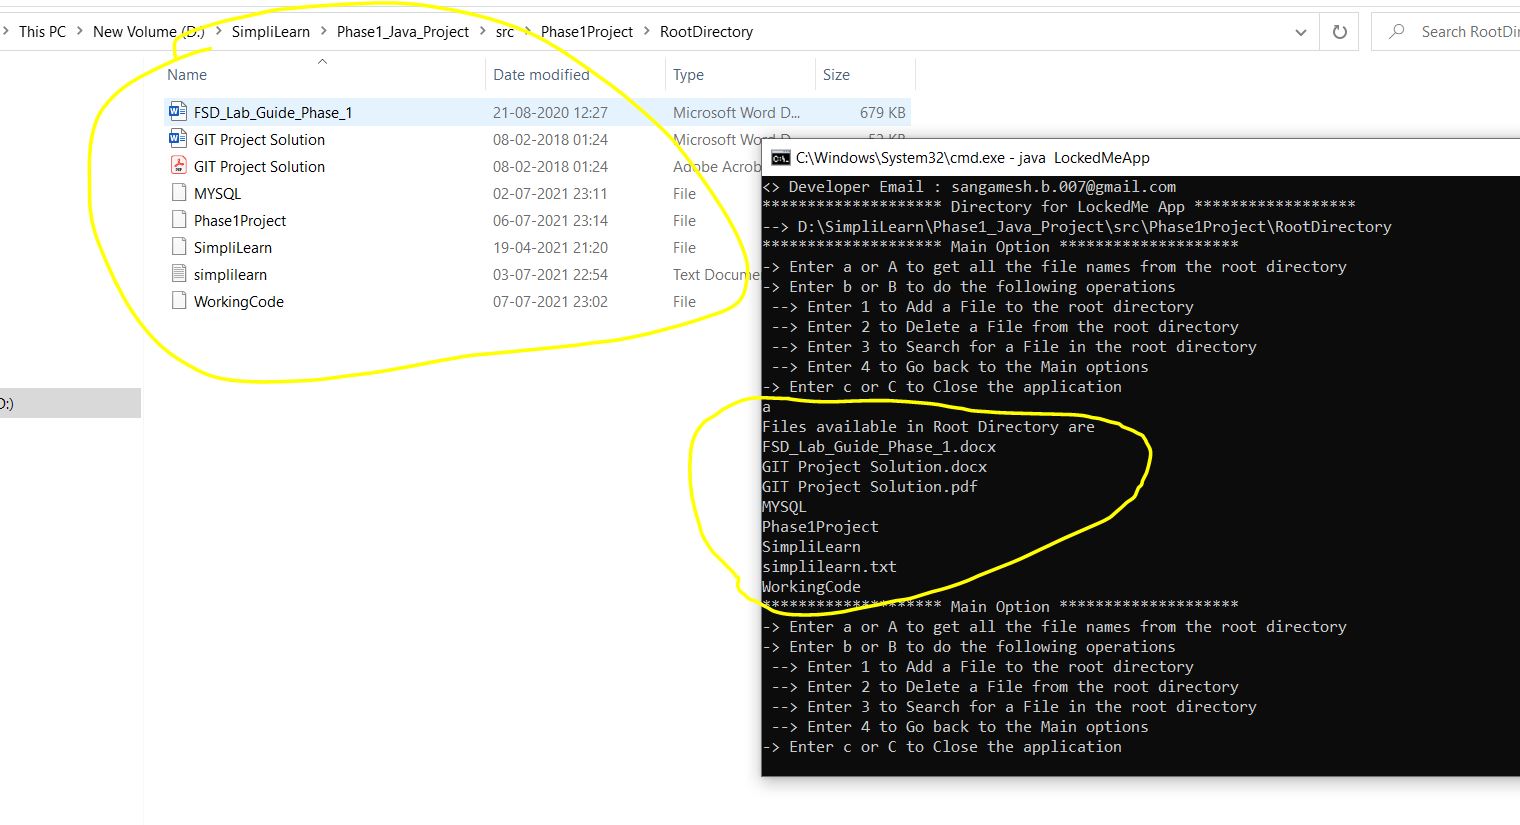 This PC > New Volume (D:) > SimpliLearn > Phase1_Java_Project > src > Phase1Project > RootDirectory
Search RootDir
Name Date modified Type Size
FSD_Lab_Guide_Phase_1 21-08-2020 12:27 Microsoft Word D... 679 KB
GIT Project Solution 08-02-2018 01:24 Microsoft Word D
GIT Project Solution 08-02-2018 01:24 Adobe Acrob
MYSQL 02-07-2021 23:11 File
Phase1Project 06-07-2021 23:14 File
SimpliLearn 19-04-2021 21:20 File
simplilearn 03-07-2021 22:54 Text Docume
WorkingCode 07-07-2021 23:02 File
D:)
C:\Windows\System32\cmd.exe - java LockedMeApp
<> Developer Email : sangamesh.b.007@gmail.com
******************** Directory for LockedMe App ******************
--> D:\SimpliLearn\Phase1_Java_Project\src\Phase1Project\RootDirectory
******************** Main Option ********************
-> Enter a or A to get all the file names from the root directory
-> Enter b or B to do the following operations
--> Enter 1 to Add a File to the root directory
--> Enter 2 to Delete a File from the root directory
--> Enter 3 to Search for a File in the root directory
--> Enter 4 to Go back to the Main options
-> Enter c or C to Close the application
a
Files available in Root Directory are
FSD_Lab_Guide_Phase_1.docx
GIT Project Solution.docx
GIT Project Solution.pdf
MYSQL
Phase1Project
SimpliLearn
simplilearn.txt
WorkingCode
******************** Main Option ********************
-> Enter a or A to get all the file names from the root directory
-> Enter b or B to do the following operations
--> Enter 1 to Add a File to the root directory
--> Enter 2 to Delete a File from the root directory
--> Enter 3 to Search for a File in the root directory
--> Enter 4 to Go back to the Main options
-> Enter c or C to Close the application